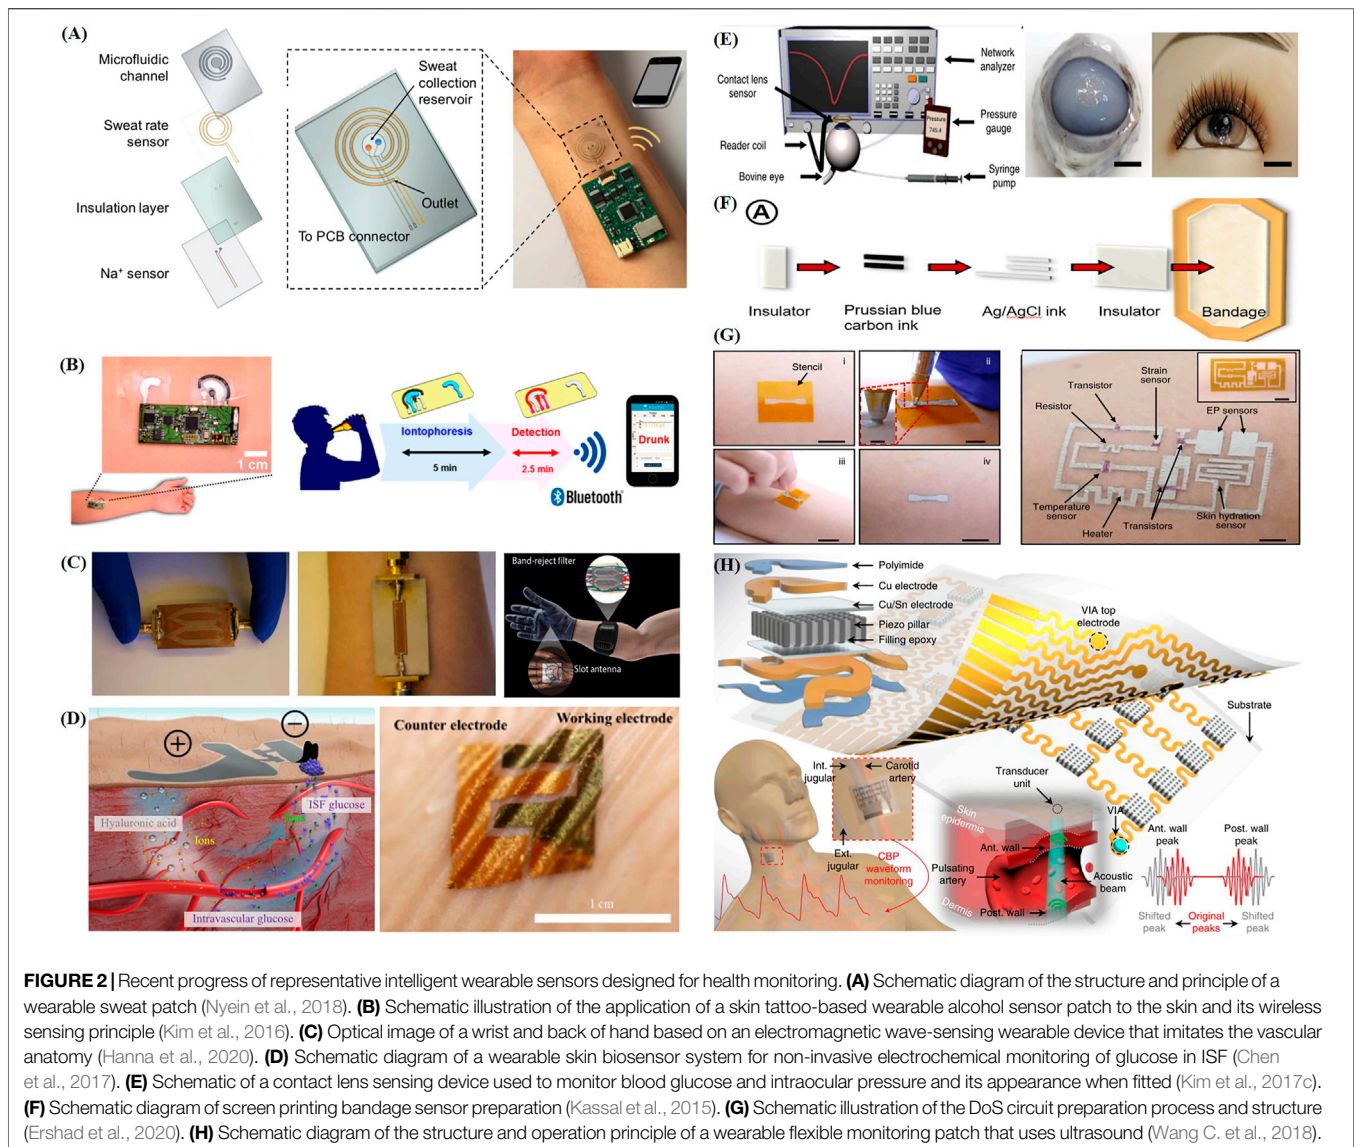 (A)
Microfluidic
channel
Sweat rate
sensor
Insulation layer
Na⁺ sensor
Sweat
collection
reservoir
Outlet
To PCB connector
(B)
1 cm
Iontophoresis
5 min
Detection
2.5 min
Drunk
Bluetooth
(C)
Band-reject filter
Slot antenna
(D)
Hyaluronic acid
Ions
ISF glucose
Intravascular glucose
Counter electrode
Working electrode
1 cm
(E)
Contact lens
sensor
Reader coil
Bovine eye
Network
analyzer
Pressure
745.4
Pressure
gauge
Syringe
pump
(F)
A
Insulator
Prussian blue
carbon ink
Ag/AgCl ink
Insulator
Bandage
(G)
Stencil
i
ii
iii
iv
Transistor
Resistor
Strain
sensor
EP sensors
Temperature
sensor
Heater
Transistors
Skin hydration
sensor
(H)
Polyimide
Cu electrode
Cu/Sn electrode
Piezo pillar
Filling epoxy
VIA top
electrode
Substrate
Int.
jugular
Carotid
artery
Ext.
jugular
CBP
waveform
monitoring
Transducer
unit
Skin
epidermis
Ant. wall
Pulsating
artery
Dermis
Post. wall
Acoustic
beam
VIA
Ant. wall
peak
Post. wall
peak
Shifted
peak
Original
peaks
Shifted
peak
FIGURE 2 | Recent progress of representative intelligent wearable sensors designed for health monitoring. (A) Schematic diagram of the structure and principle of a
wearable sweat patch (Nyein et al., 2018). (B) Schematic illustration of the application of a skin tattoo-based wearable alcohol sensor patch to the skin and its wireless
sensing principle (Kim et al., 2016). (C) Optical image of a wrist and back of hand based on an electromagnetic wave-sensing wearable device that imitates the vascular
anatomy (Hanna et al., 2020). (D) Schematic diagram of a wearable skin biosensor system for non-invasive electrochemical monitoring of glucose in ISF (Chen
et al., 2017). (E) Schematic of a contact lens sensing device used to monitor blood glucose and intraocular pressure and its appearance when fitted (Kim et al., 2017c).
(F) Schematic diagram of screen printing bandage sensor preparation (Kassal et al., 2015). (G) Schematic illustration of the DoS circuit preparation process and structure
(Ershad et al., 2020). (H) Schematic diagram of the structure and operation principle of a wearable flexible monitoring patch that uses ultrasound (Wang C. et al., 2018).